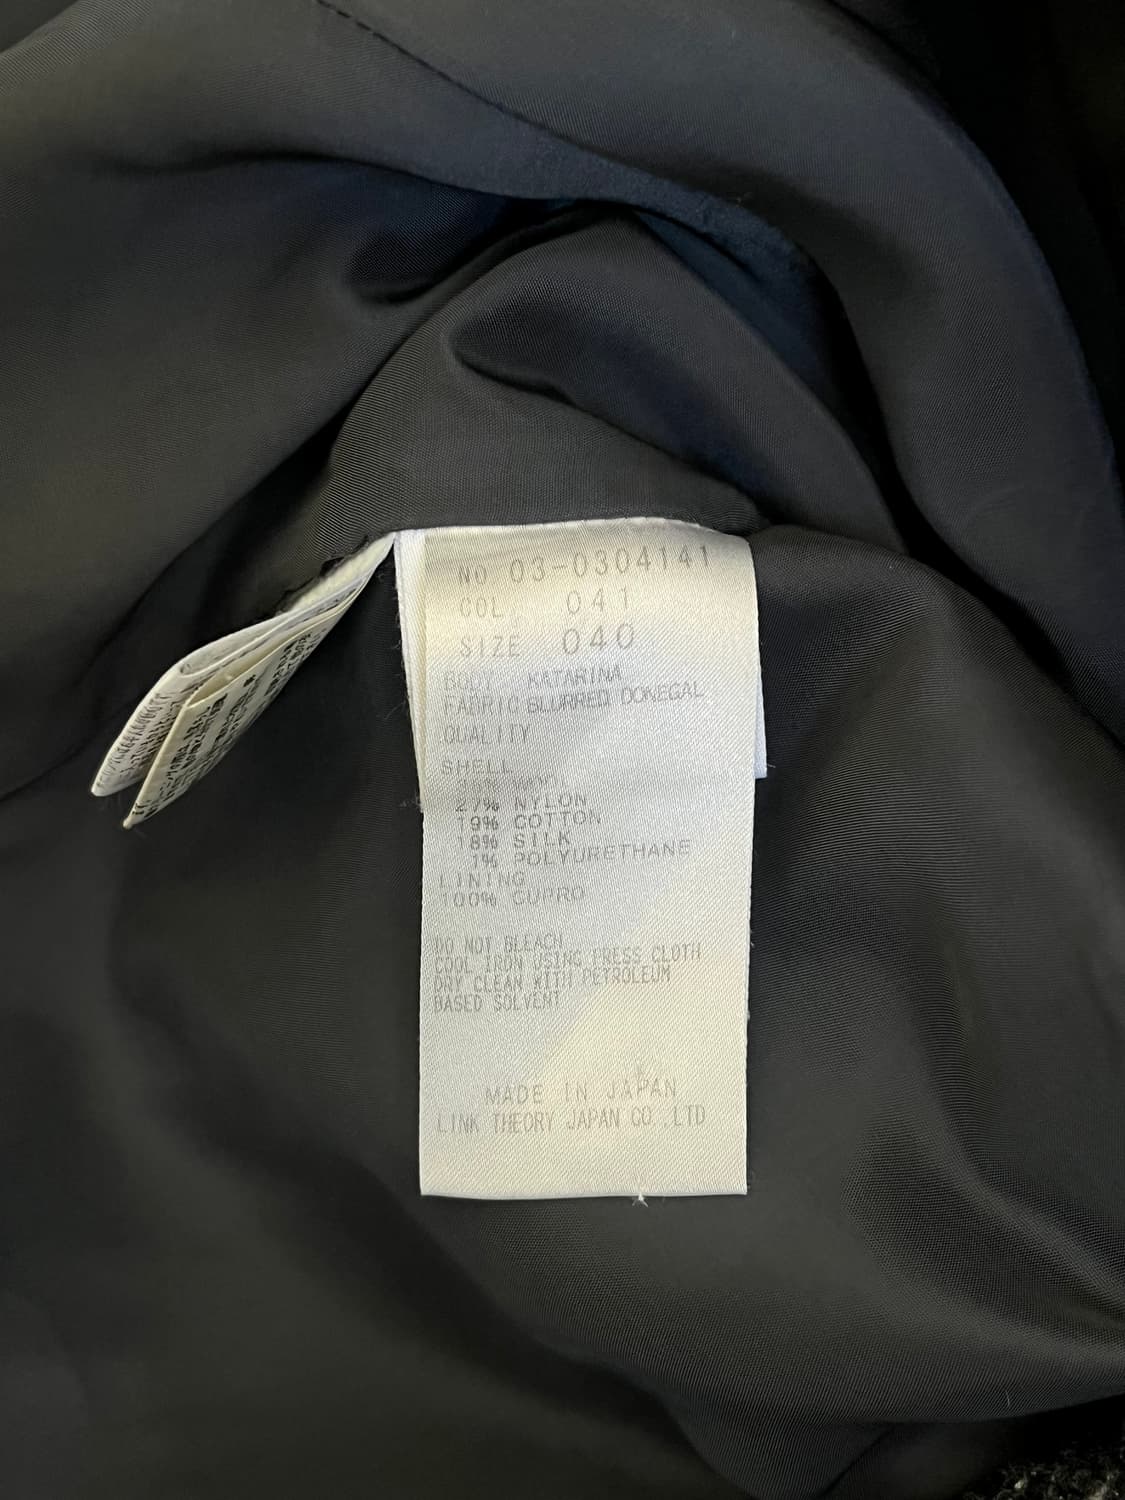 NO 03-0304141
COL 041
SIZE 040
BODY KATARINA
FABRIC BLURRED DONEGAL
QUALITY
SHELL
WOOL
27% NYLON
19% COTTON
18% SILK
1% POLYURETHANE
LINING
100% CUPRO
DO NOT BLEACH
COOL IRON USING PRESS CLOTH
DRY CLEAN WITH PETROLEUM
BASED SOLVENT
MADE IN JAPAN
LINK THEORY JAPAN CO.,LTD